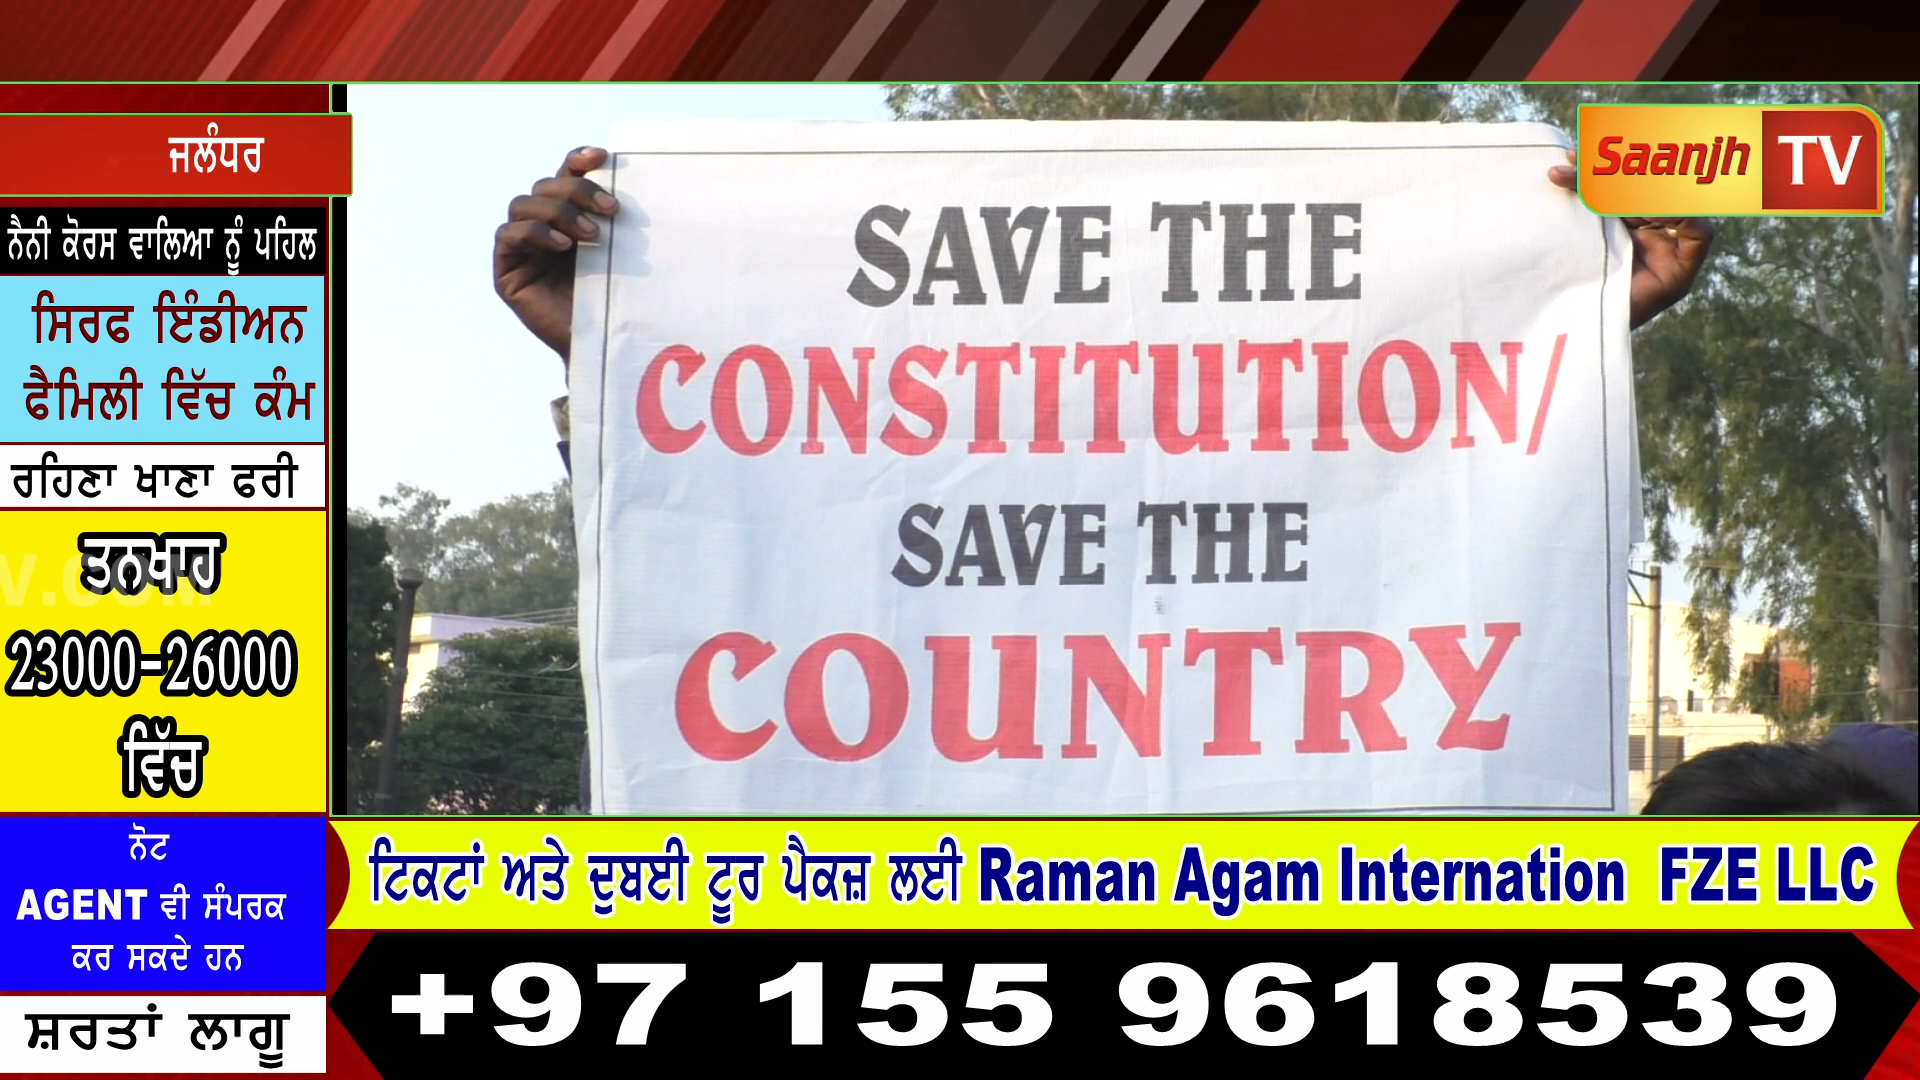 ਜਲੰਧਰ
ਨੈਨੀ ਕੋਰਸ ਵਾਲਿਆ ਨੂੰ ਪਹਿਲ
ਸਿਰਫ ਇੰਡੀਅਨ
ਫੈਮਿਲੀ ਵਿੱਚ ਕੰਮ
ਰਹਿਣਾ ਖਾਣਾ ਫਰੀ
ਤਨਖਾਹ
V.COM
23000=26000
ਵਿੱਚ
ਨੋਟ
AGENT ਵੀ ਸੰਪਰਕ
ਕਰ ਸਕਦੇ ਹਨ
ਸ਼ਰਤਾਂ ਲਾਗੂ
Saanjh TV
SAVE THE
CONSTITUTION/
SAVE THE
COUNTRY
ਟਿਕਟਾਂ ਅਤੇ ਦੁਬਈ ਟੂਰ ਪੈਕਜ਼ ਲਈ Raman Agam Internation FZE LLC
+97 155 9618539